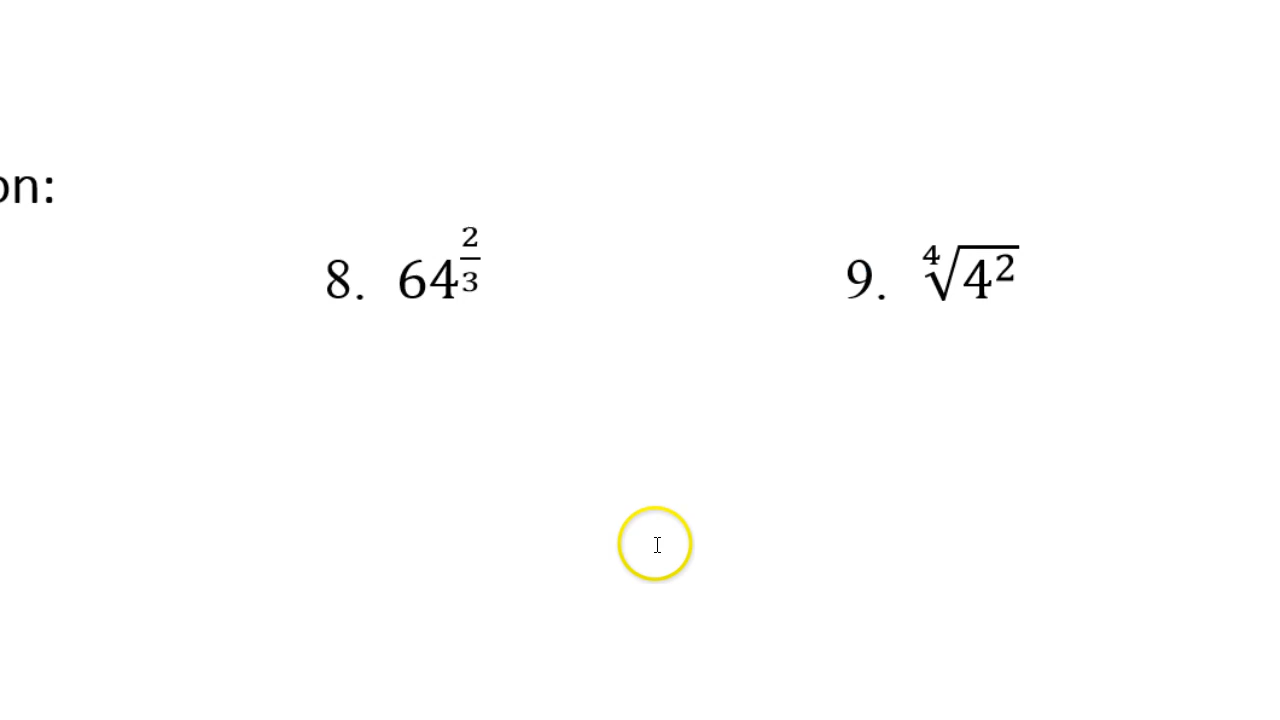 on:
8. 64^(2/3) 9. ∜4²